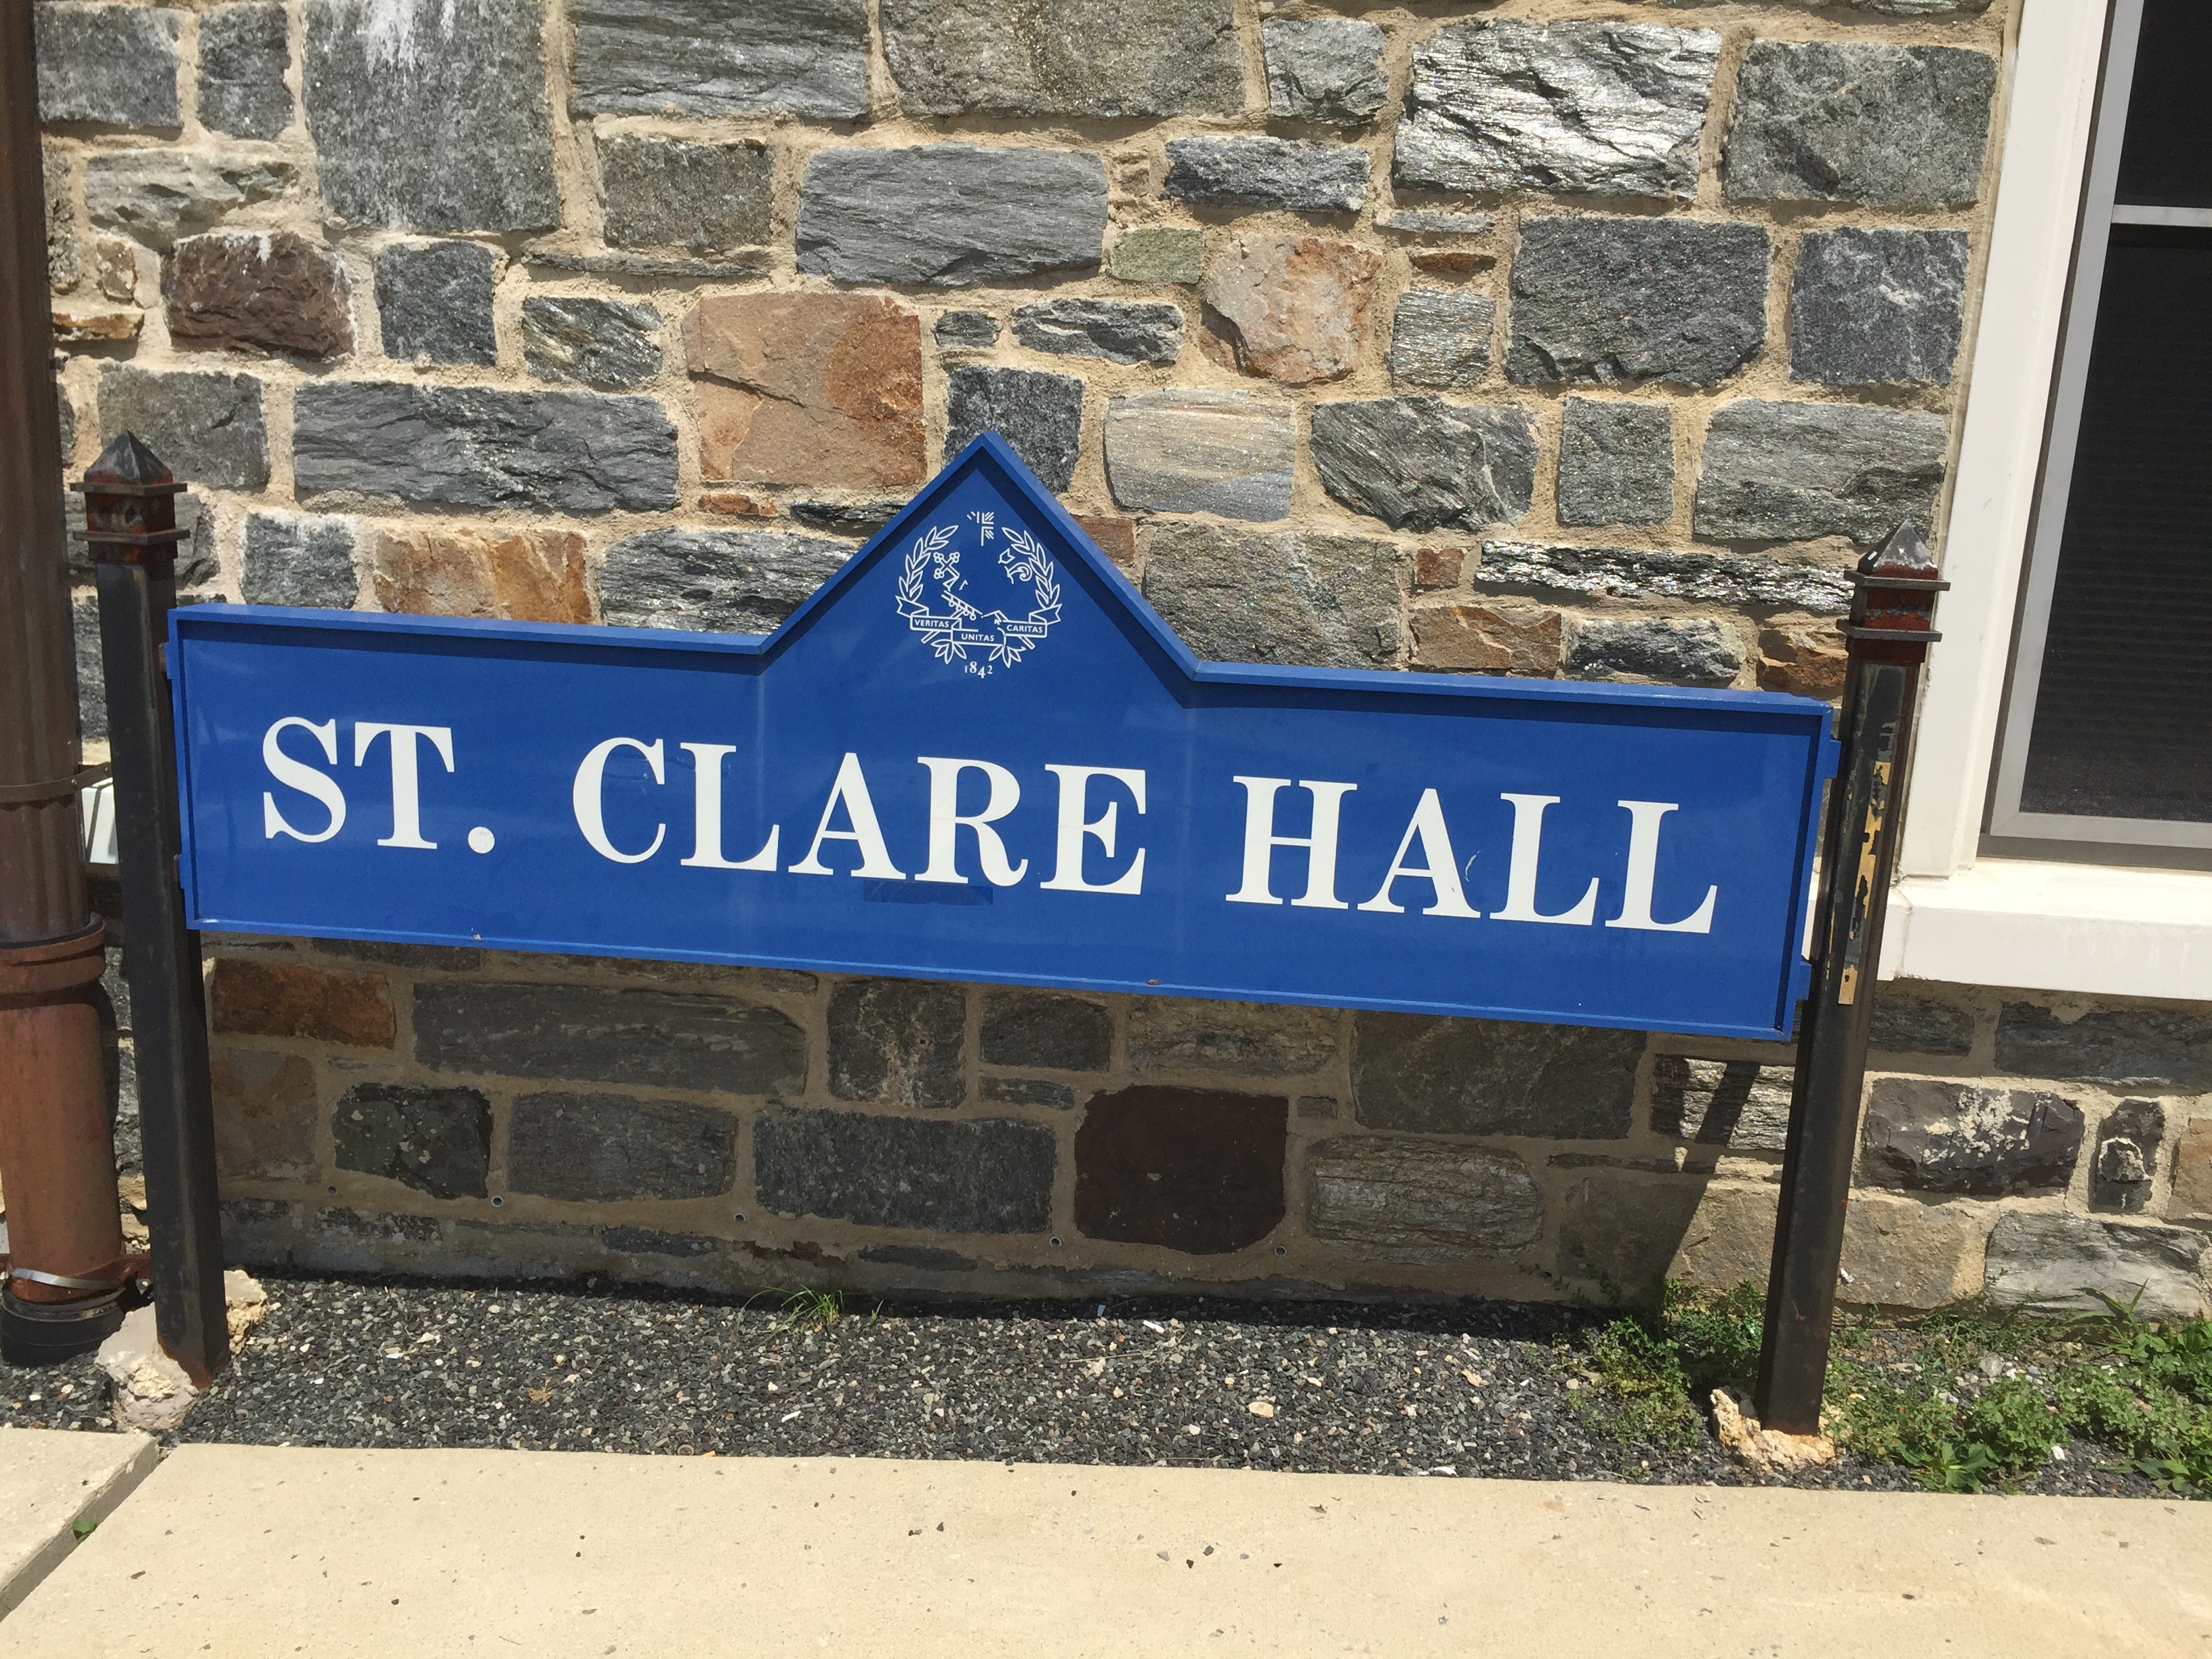 VERITAS UNITAS CARITAS
1842
ST. CLARE HALL